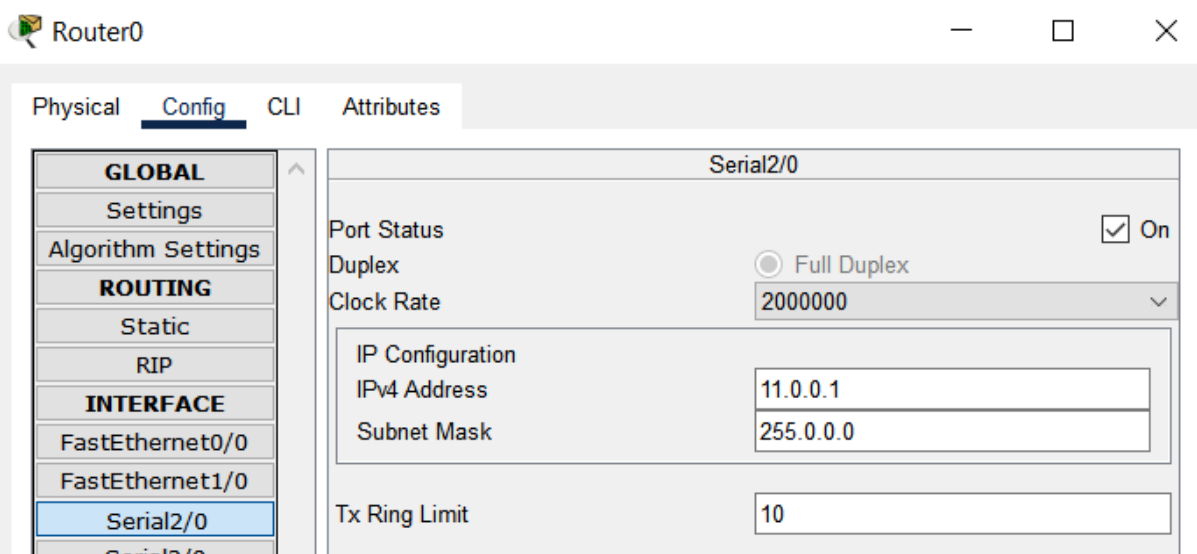 Router0
Physical Config CLI Attributes
GLOBAL
Settings
Algorithm Settings
ROUTING
Static
RIP
INTERFACE
FastEthernet0/0
FastEthernet1/0
Serial2/0
Serial2/0
Port Status On
Duplex Full Duplex
Clock Rate 2000000
IP Configuration
IPv4 Address 11.0.0.1
Subnet Mask 255.0.0.0
Tx Ring Limit 10